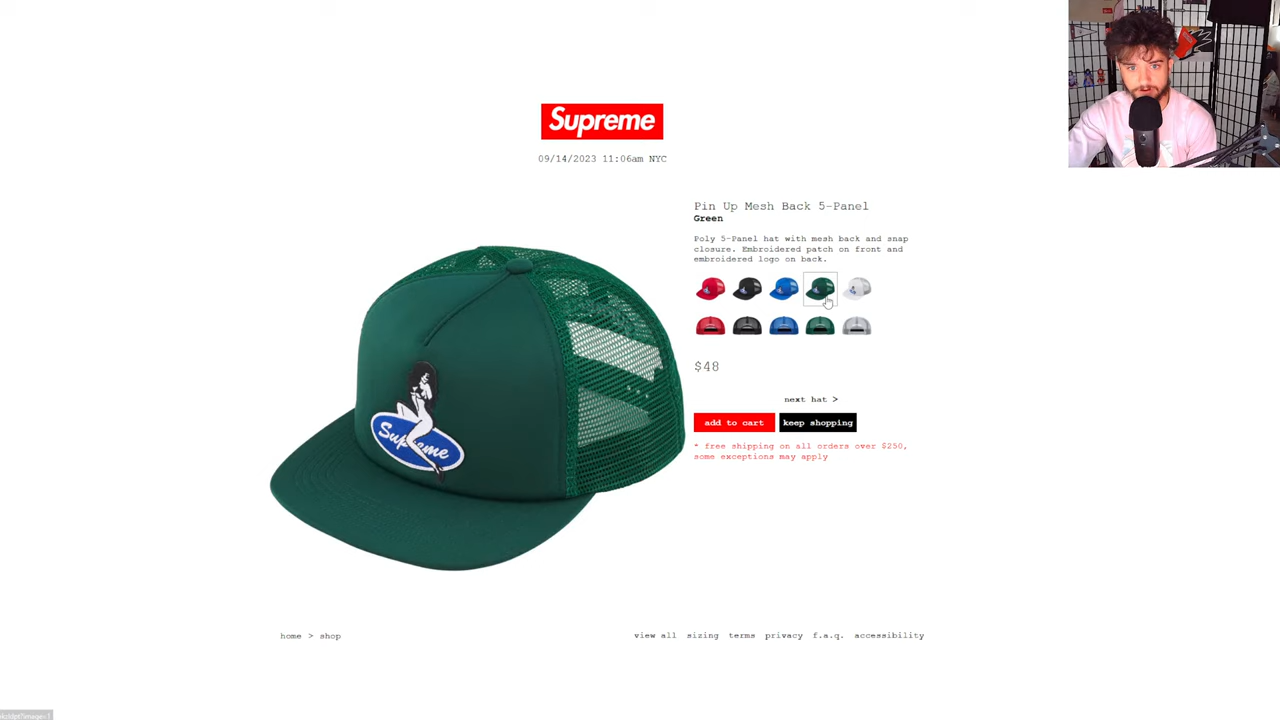 Supreme
09/14/2023 11:06am NYC
Pin Up Mesh Back 5-Panel
Green
Poly 5-Panel hat with mesh back and snap
closure. Embroidered patch on front and
embroidered logo on back.
$48
next hat >
add to cart
keep shopping
* free shipping on all orders over $250,
some exceptions may apply
Supreme
home > shop
view all sizing terms privacy f.a.q. accessibility